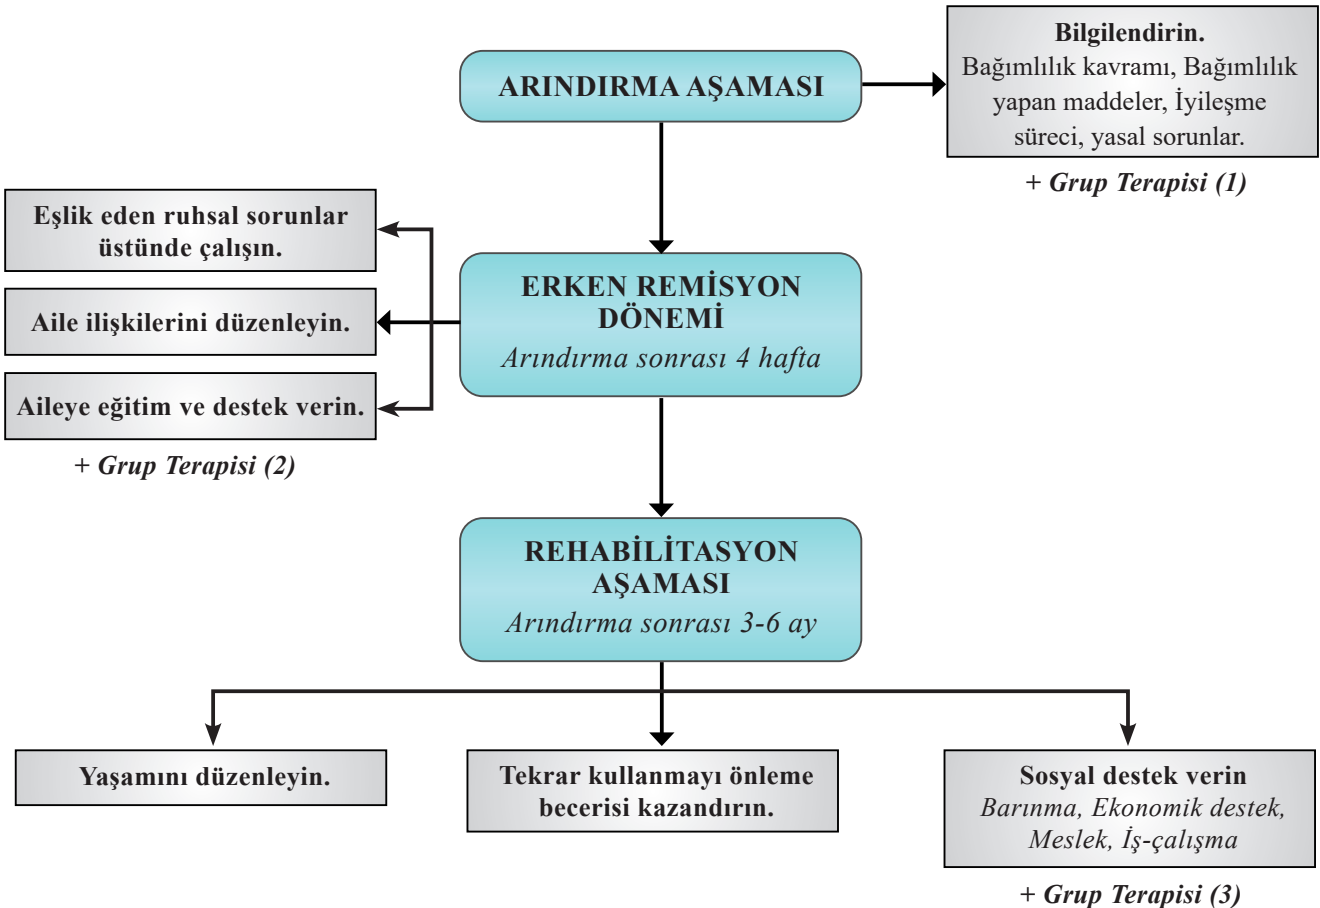 ARINDIRMA AŞAMASI
Bilgilendirin.
Bağımlılık kavramı, Bağımlılık
yapan maddeler, İyileşme
süreci, yasal sorunlar.
+ Grup Terapisi (1)
Eşlik eden ruhsal sorunlar
üstünde çalışın.
Aile ilişkilerini düzenleyin.
Aileye eğitim ve destek verin.
+ Grup Terapisi (2)
ERKEN REMİSYON
DÖNEMİ
Arındırma sonrası 4 hafta
REHABİLİTASYON
AŞAMASI
Arındırma sonrası 3-6 ay
Yaşamını düzenleyin.
Tekrar kullanmayı önleme
becerisi kazandırın.
Sosyal destek verin
Barınma, Ekonomik destek,
Meslek, İş-çalışma
+ Grup Terapisi (3)